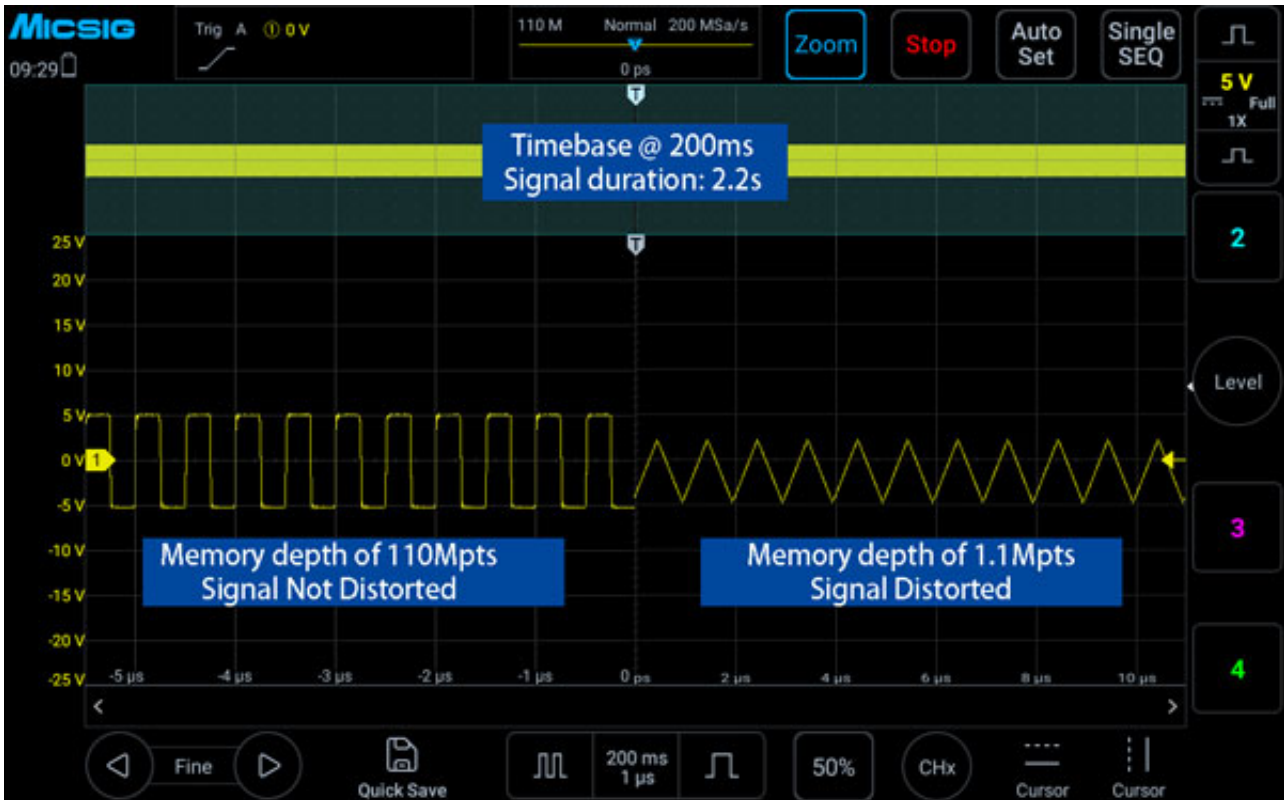 MICSIG
09:29
Trig A ① 0 V
110 M Normal 200 MSa/s
0 ps
Zoom
Stop
Auto
Set
Single
SEQ
5 V
Full
1X
T
Timebase @ 200ms
Signal duration: 2.2s
T
25 V
20 V
15 V
10 V
5 V
0 V
-5 V
-10 V
-15 V
-20 V
-25 V
1
Memory depth of 110Mpts
Signal Not Distorted
Memory depth of 1.1Mpts
Signal Distorted
-5 µs -4 µs -3 µs -2 µs -1 µs 0 ps 2 µs 4 µs 6 µs 8 µs 10 µs
2
Level
3
4
Fine
Quick Save
200 ms
1 µs
50%
CHx
Cursor
Cursor